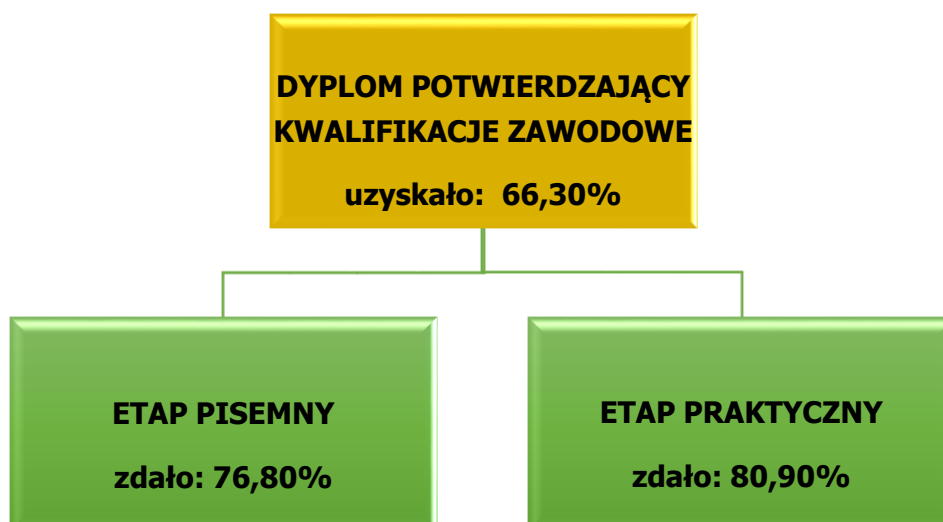 DYPLOM POTWIERDZAJĄCY
KWALIFIKACJE ZAWODOWE
uzyskało: 66,30%
ETAP PISEMNY
zdało: 76,80%
ETAP PRAKTYCZNY
zdało: 80,90%